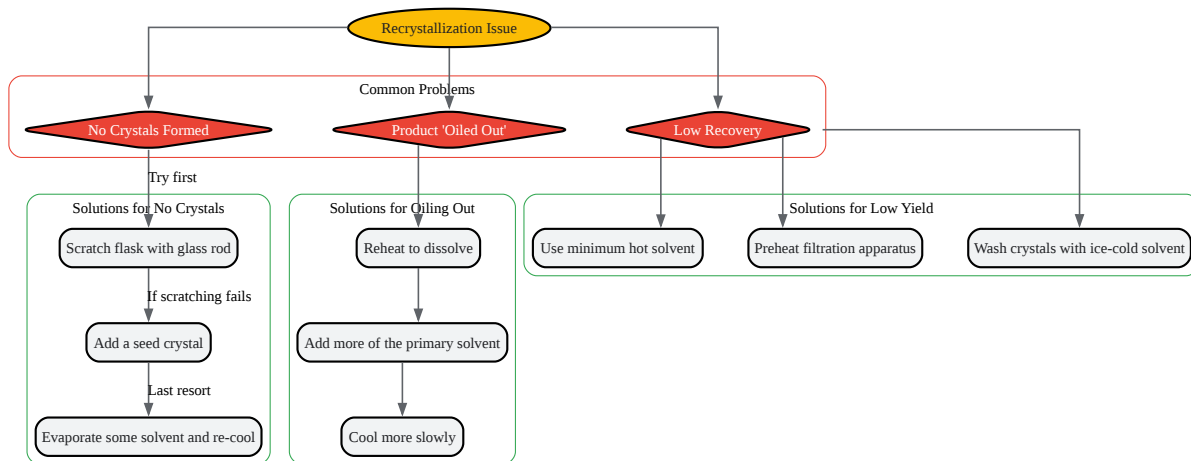 Recrystallization Issue
Common Problems
No Crystals Formed
Product 'Oiled Out'
Low Recovery
Try first
Solutions for No Crystals
Solutions for Oiling Out
Solutions for Low Yield
Scratch flask with glass rod
Reheat to dissolve
Use minimum hot solvent
Preheat filtration apparatus
Wash crystals with ice-cold solvent
If scratching fails
Add a seed crystal
Add more of the primary solvent
Last resort
Evaporate some solvent and re-cool
Cool more slowly